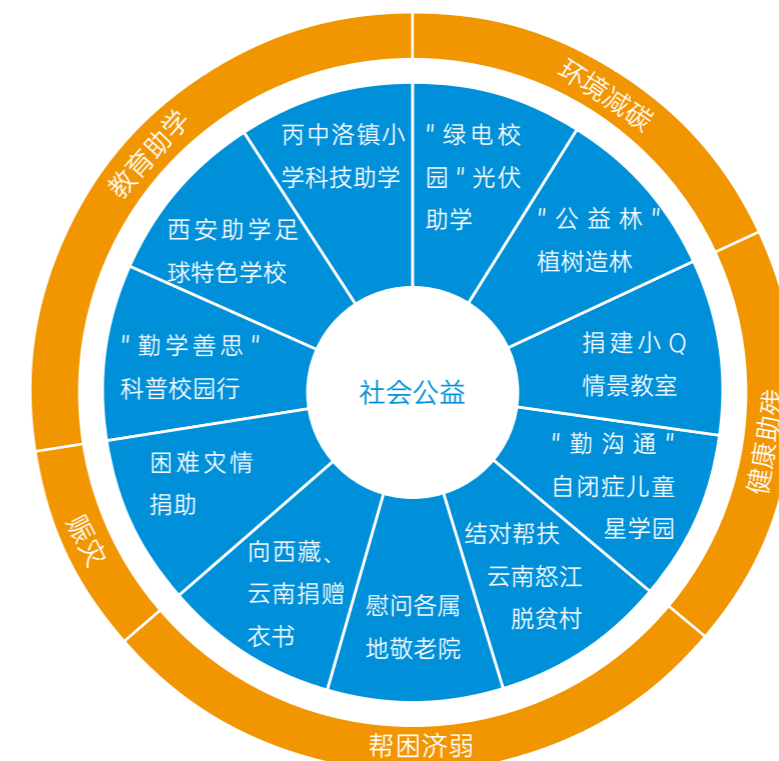 社会公益
环境减碳
"绿电校
园"光伏
助学
"公益林"
植树造林
健康助残
捐建小Q
情景教室
"勤沟通"
自闭症儿童
星学园
帮困济弱
结对帮扶
云南怒江
脱贫村
慰问各属
地敬老院
向西藏、
云南捐赠
衣书
赈灾
困难灾情
捐助
教育助学
"勤学善思"
科普校园行
西安助学足
球特色学校
丙中洛镇小
学科技助学